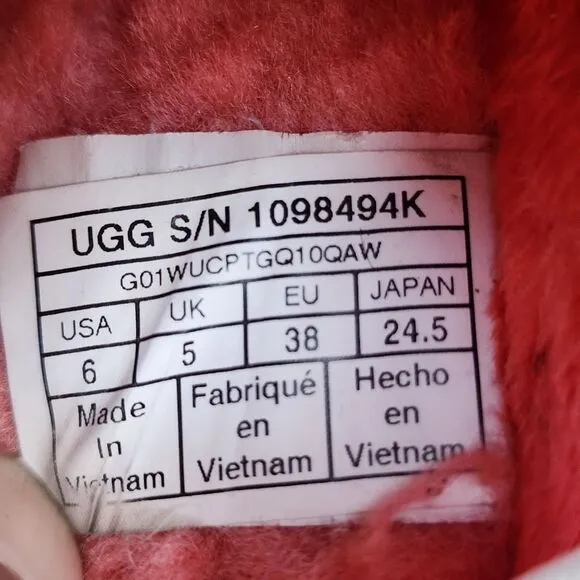 UGG S/N 1098494K
G01WUCPTGQ10QAW
USA UK EU JAPAN
6 5 38 24.5
Made Fabriqué Hecho
In en en
Vietnam Vietnam Vietnam